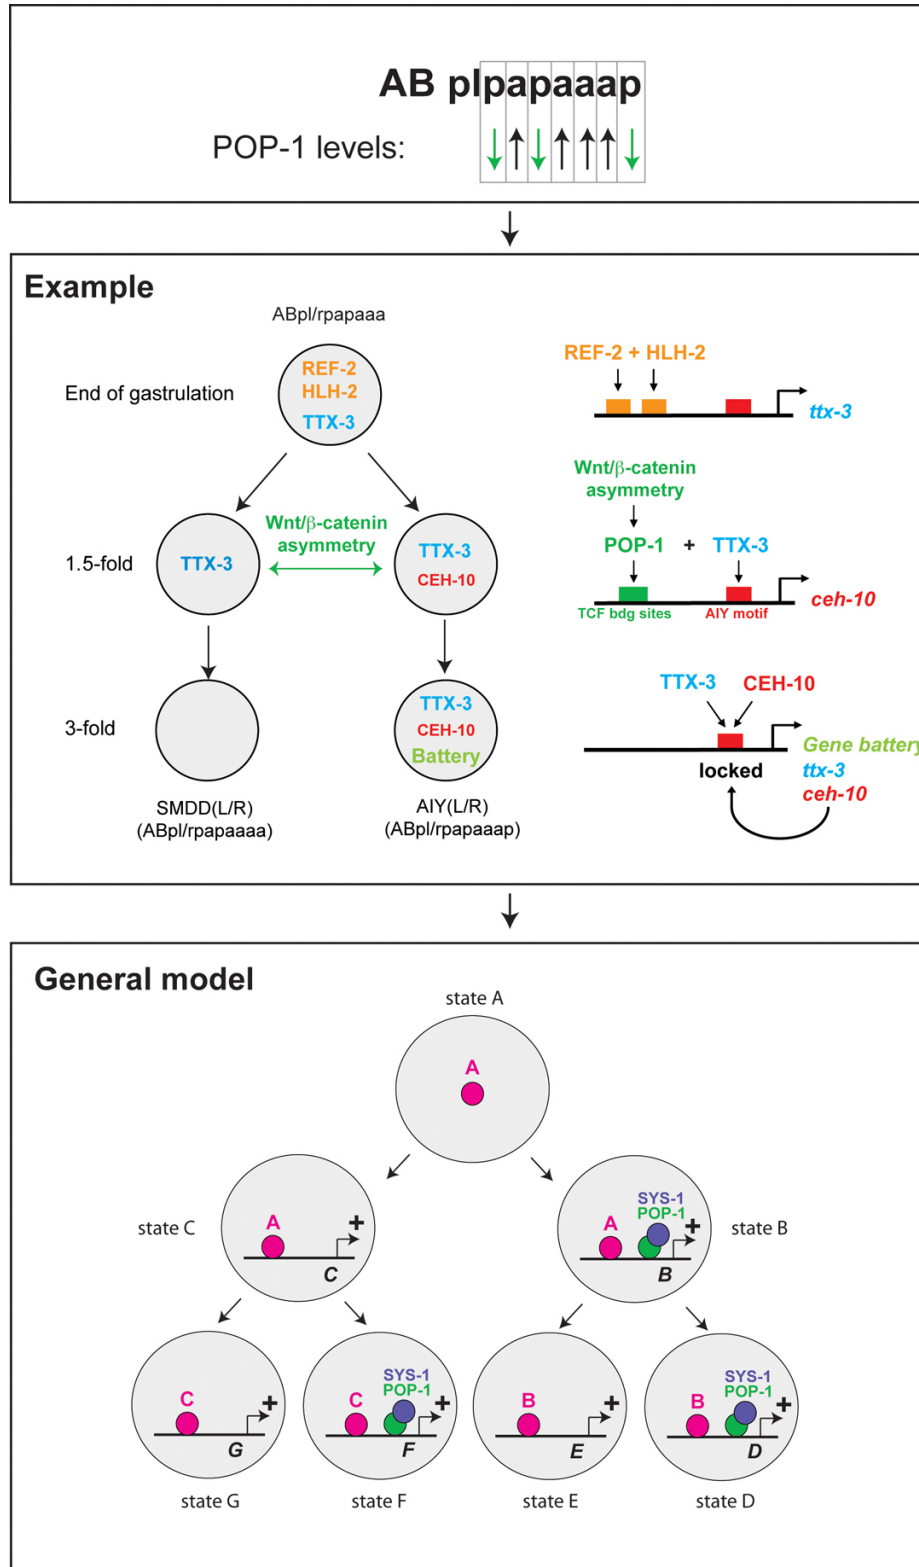 AB plpapaaap
POP-1 levels:
Example
ABpl/rpapaaa
End of gastrulation
REF-2
HLH-2
TTX-3
REF-2 + HLH-2
ttx-3
1.5-fold
TTX-3
Wnt/β-catenin
asymmetry
TTX-3
CEH-10
Wnt/β-catenin
asymmetry
POP-1 + TTX-3
TCF bdg sites
AIY motif
ceh-10
3-fold
TTX-3
CEH-10
Battery
SMDD(L/R)
(ABpl/rpapaaaa)
AIY(L/R)
(ABpl/rpapaaap)
TTX-3 CEH-10
locked
Gene battery
ttx-3
ceh-10
General model
state A
A
state C
A
+
C
A
SYS-1
POP-1
+
B
state B
C
+
G
C
SYS-1
POP-1
+
F
B
+
E
B
SYS-1
POP-1
+
D
state G
state F
state E
state D